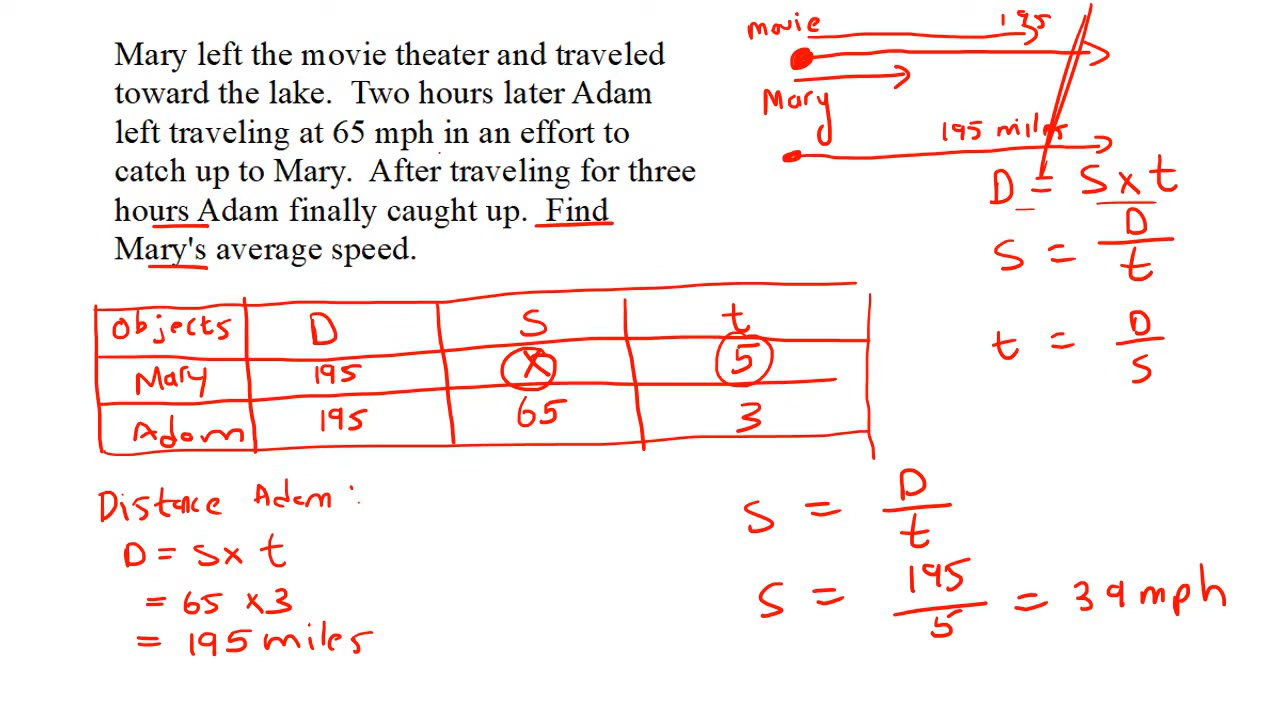 Mary left the movie theater and traveled
toward the lake. Two hours later Adam
left traveling at 65 mph in an effort to
catch up to Mary. After traveling for three
hours Adam finally caught up. Find
Mary's average speed.
movie
195
Mary
195 miles
D = S x t
S = D/t
t = D/S
Objects D S t
Mary 195 X 5
Adam 195 65 3
Distance Adam :
D = S x t
= 65 x 3
= 195 miles
S = D/t
S = 195/5 = 39 mph